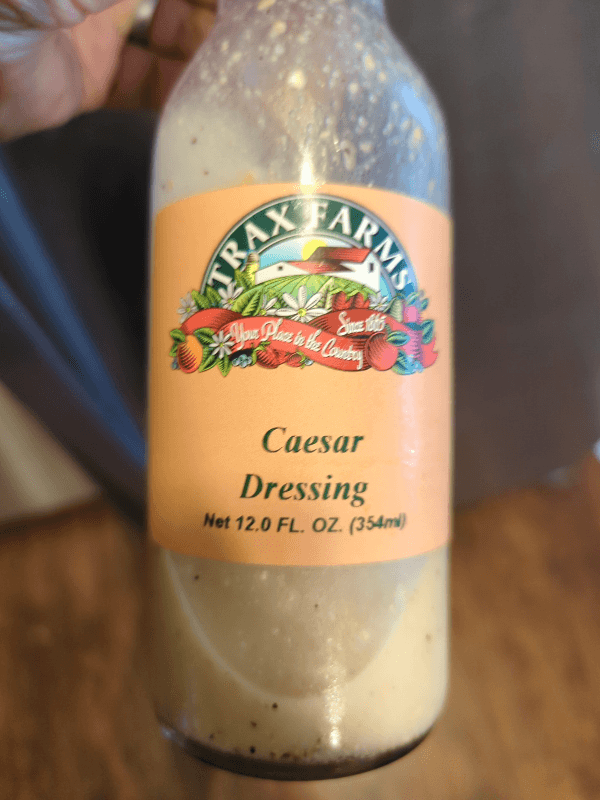 TRAX FARMS
Since 1865
Your Place in the Country
Caesar
Dressing
Net 12.0 FL. OZ. (354ml)